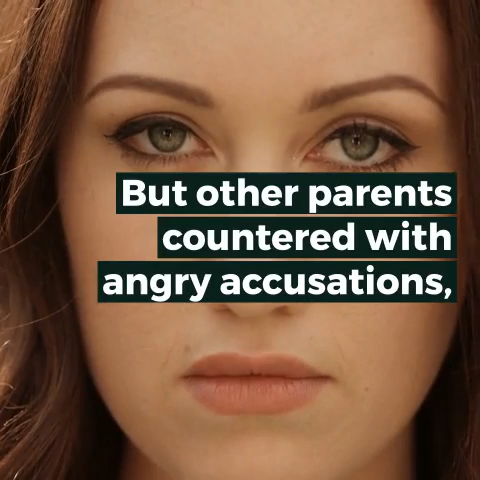 But other parents
countered with
angry accusations,